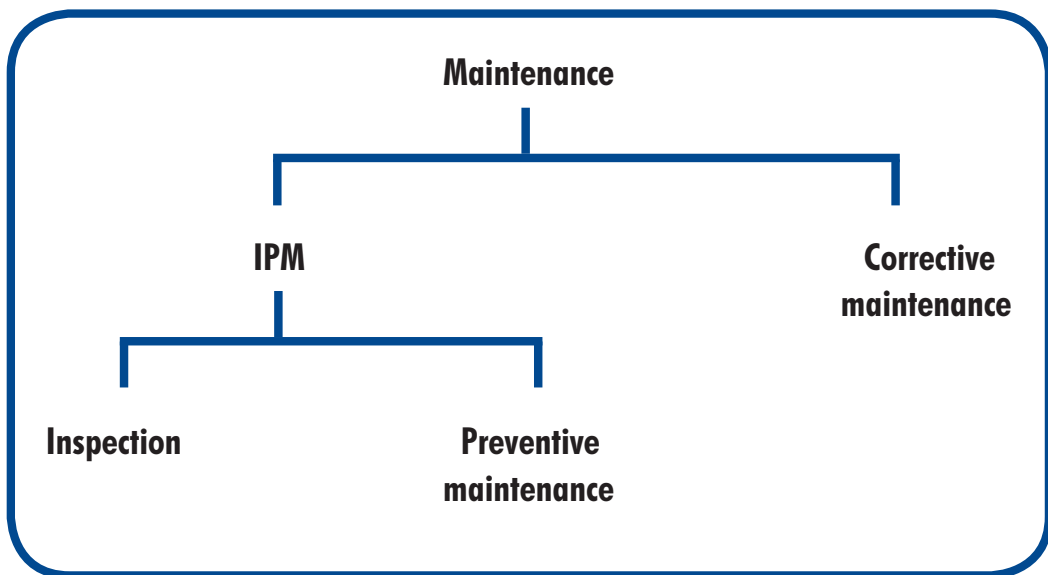 Maintenance
IPM
Corrective
maintenance
Inspection
Preventive
maintenance